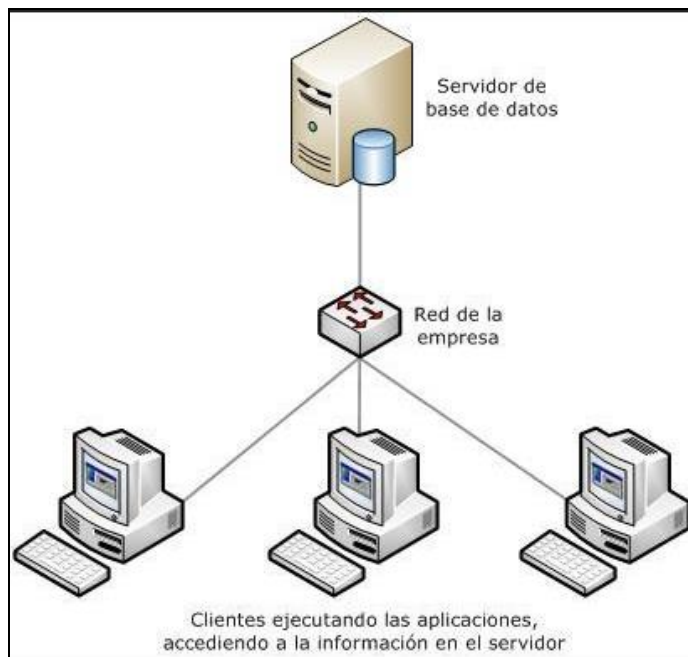 Servidor de
base de datos
Red de la
empresa
Clientes ejecutando las aplicaciones,
accediendo a la información en el servidor